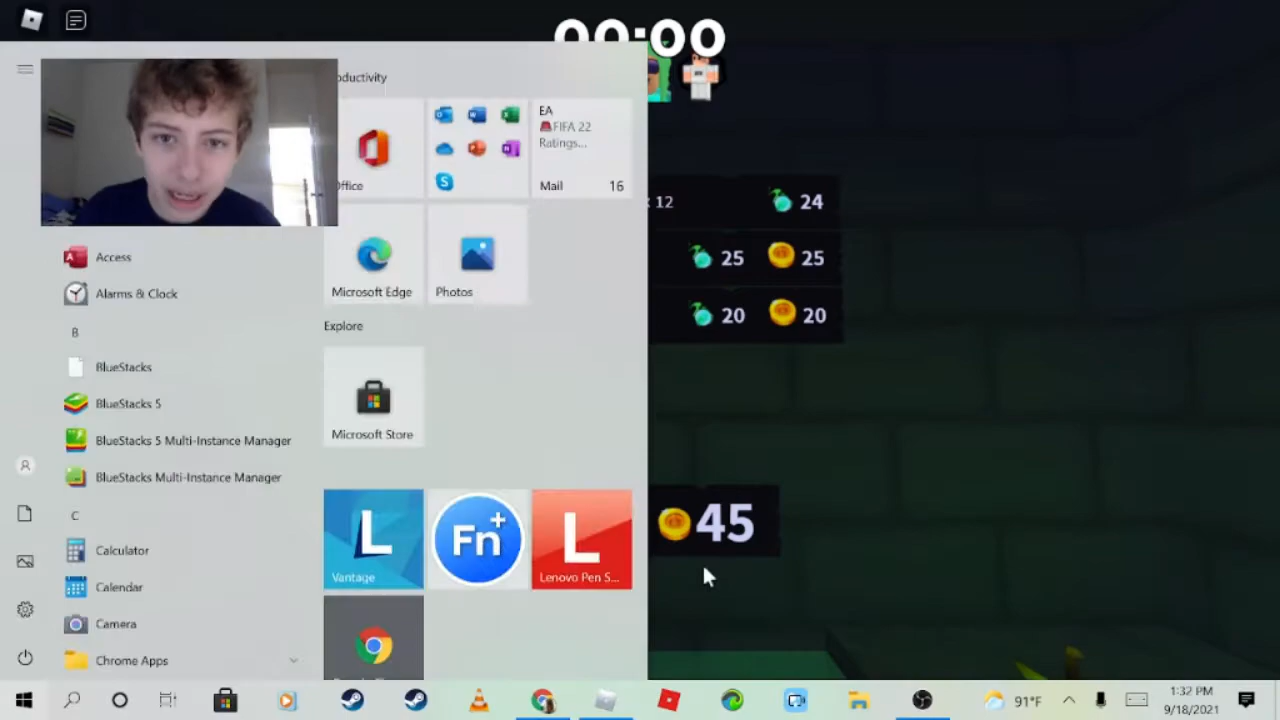 00:00
oductivity
Office
EA
FIFA 22
Ratings...
Mail 16
12 24
Access
Alarms & Clock
Microsoft Edge
Photos
25 25
B
Explore
20 20
BlueStacks
BlueStacks 5
BlueStacks 5 Multi-Instance Manager
Microsoft Store
BlueStacks Multi-Instance Manager
C
Calculator
Calendar
Camera
Chrome Apps
L
Vantage
Fn+
L
Lenovo Pen S...
45
91°F
1:32 PM
9/18/2021